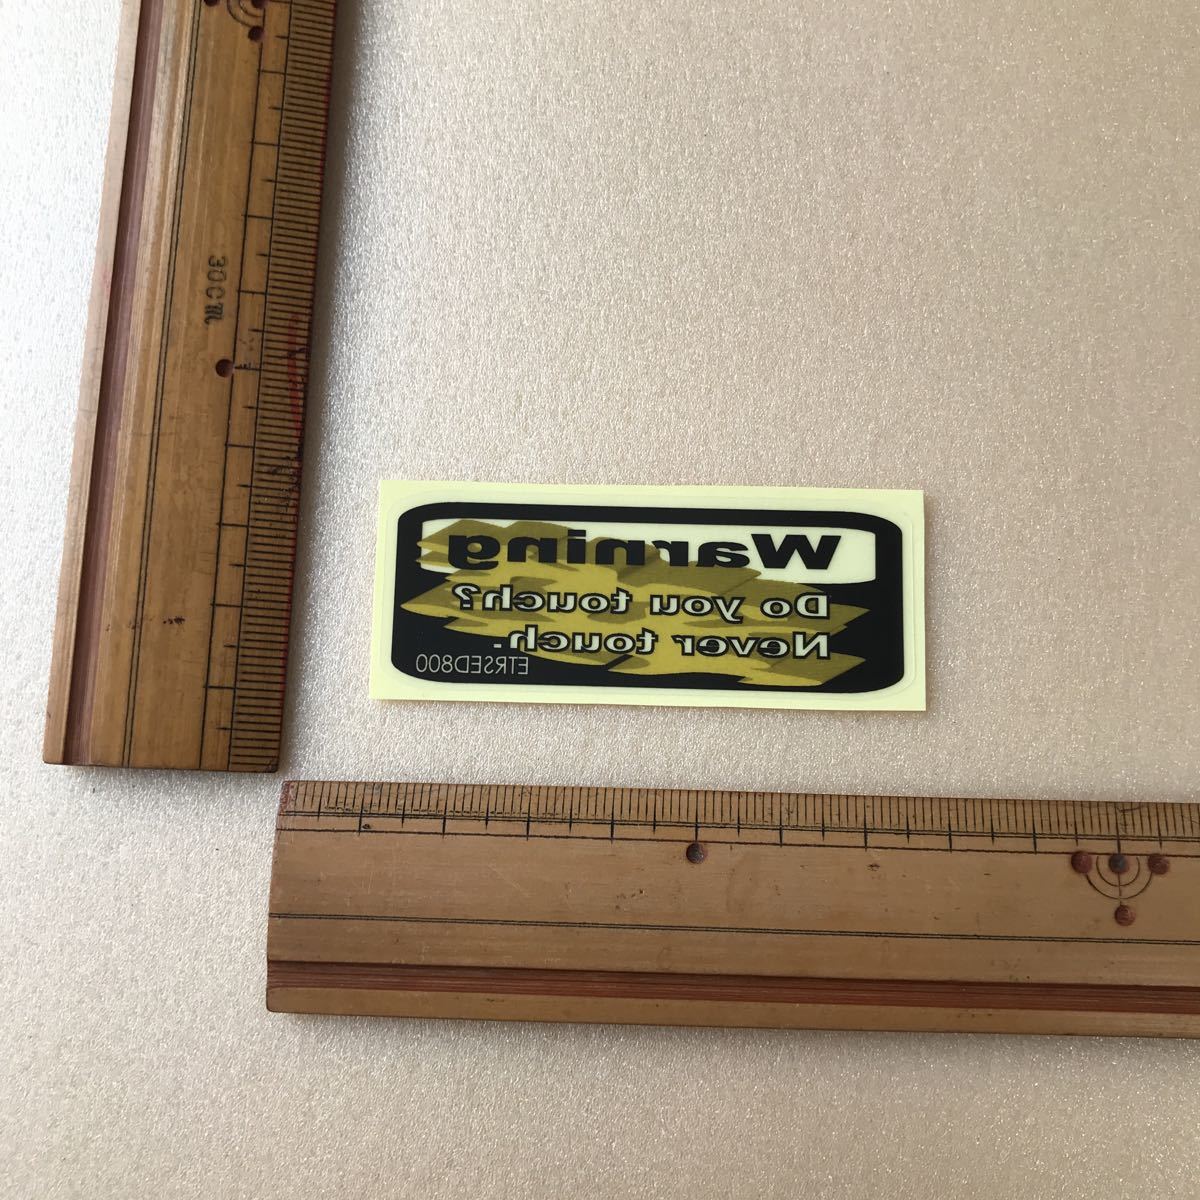 30cm
Warning
Do you touch?
Never touch.
ETRSED800